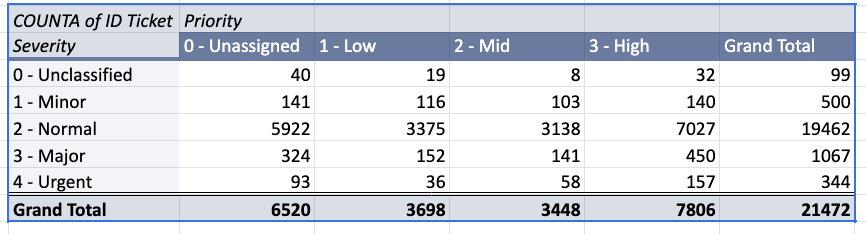 COUNTA of ID Ticket Priority
Severity 0 - Unassigned 1 - Low 2 - Mid 3 - High Grand Total
0 - Unclassified 40 19 8 32 99
1 - Minor 141 116 103 140 500
2 - Normal 5922 3375 3138 7027 19462
3 - Major 324 152 141 450 1067
4 - Urgent 93 36 58 157 344
Grand Total 6520 3698 3448 7806 21472